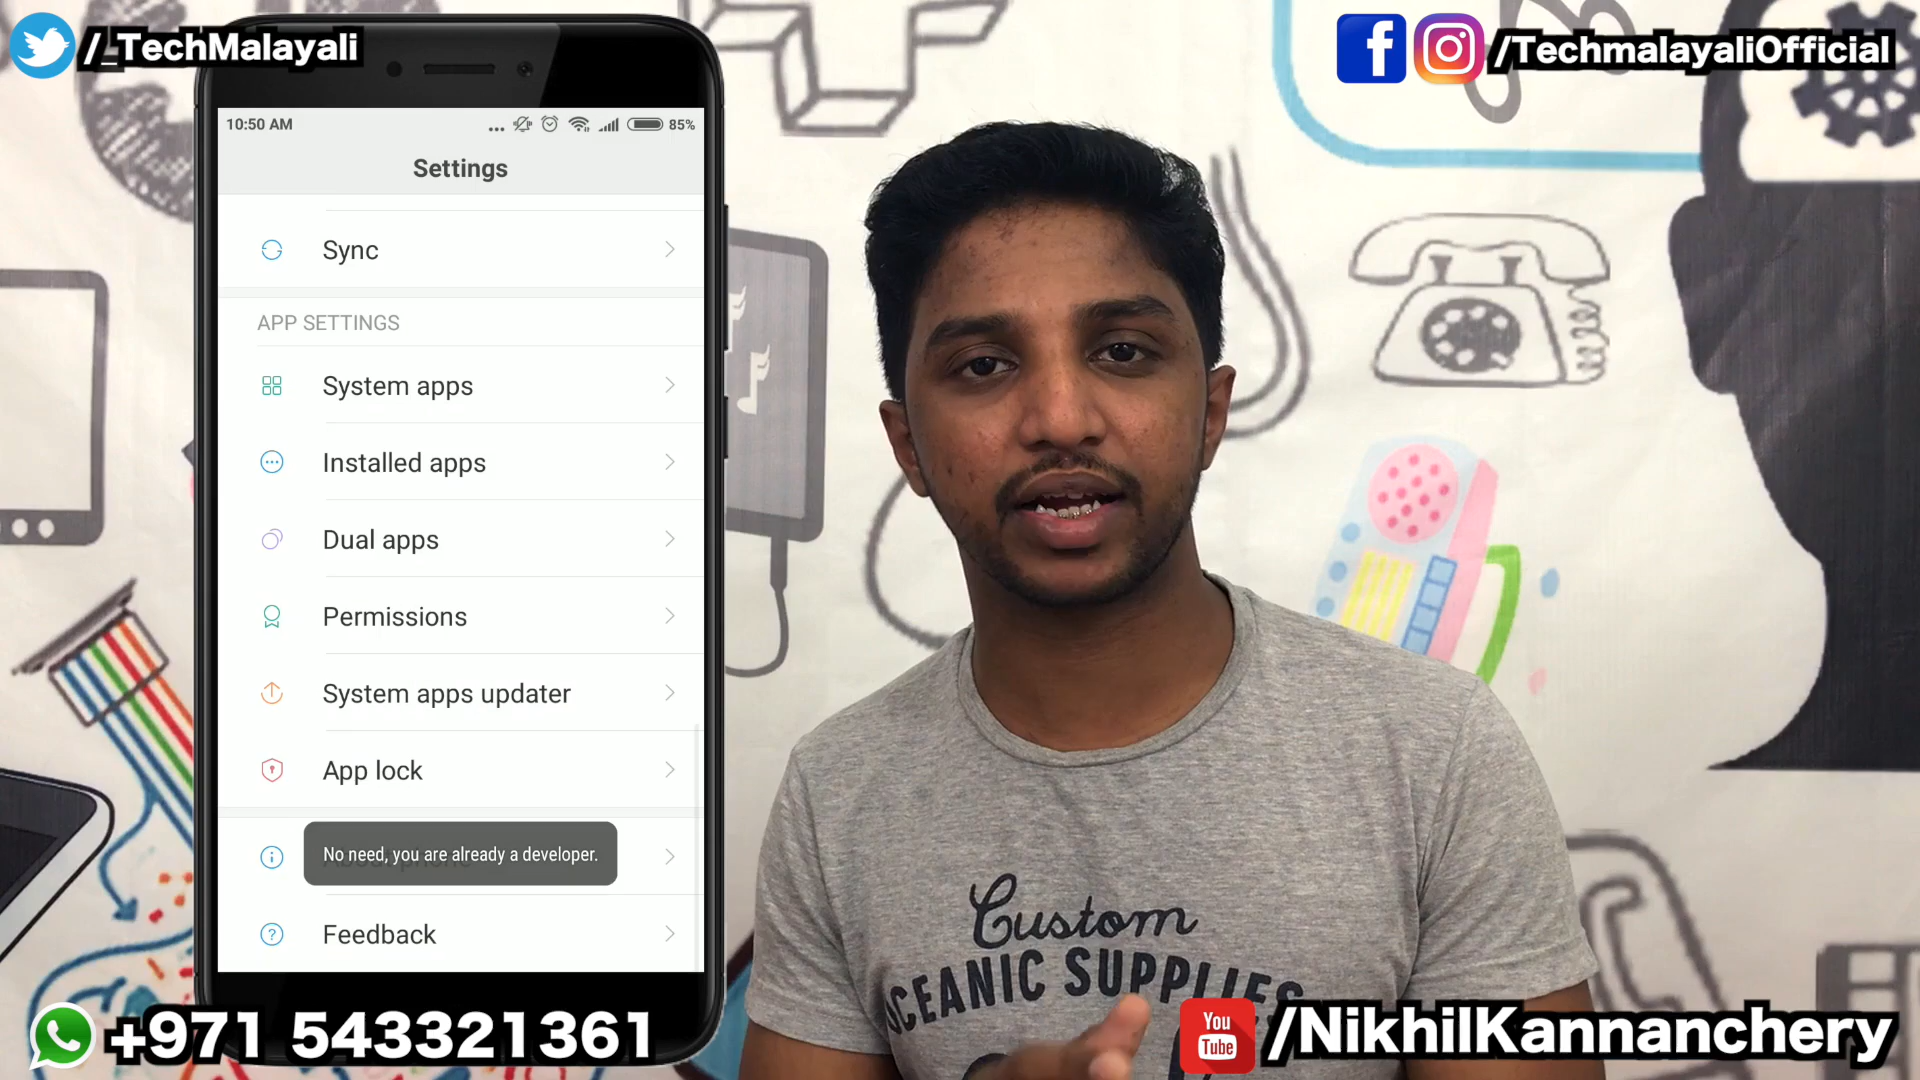 /_TechMalayali
/TechmalayaliOfficial
10:50 AM
85%
Settings
Sync
APP SETTINGS
System apps
Installed apps
Dual apps
Permissions
System apps updater
App lock
No need, you are already a developer.
Feedback
Custom
OCEANIC SUPPLIES
+971 543321361
You
Tube
/NikhilKannanchery